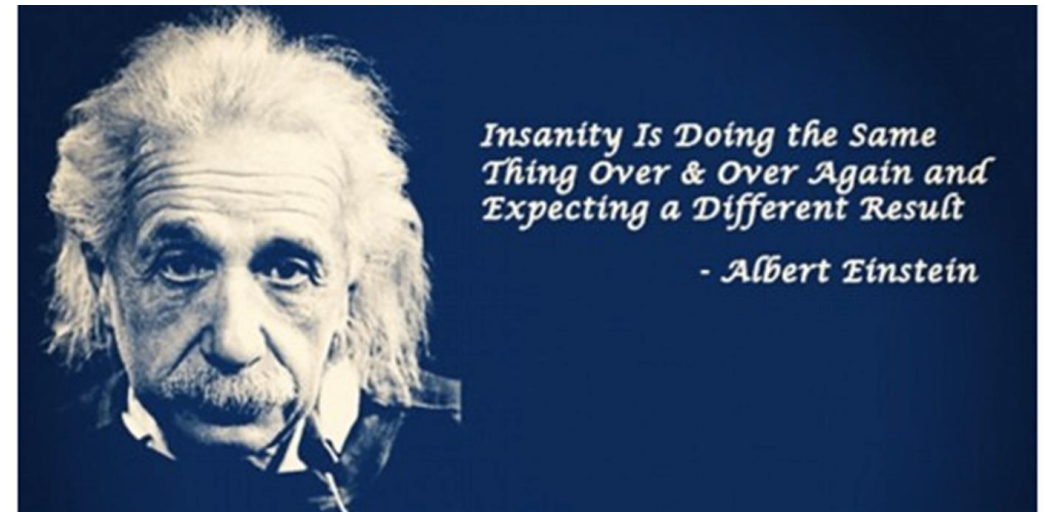 Insanity Is Doing the Same
Thing Over & Over Again and
Expecting a Different Result
- Albert Einstein